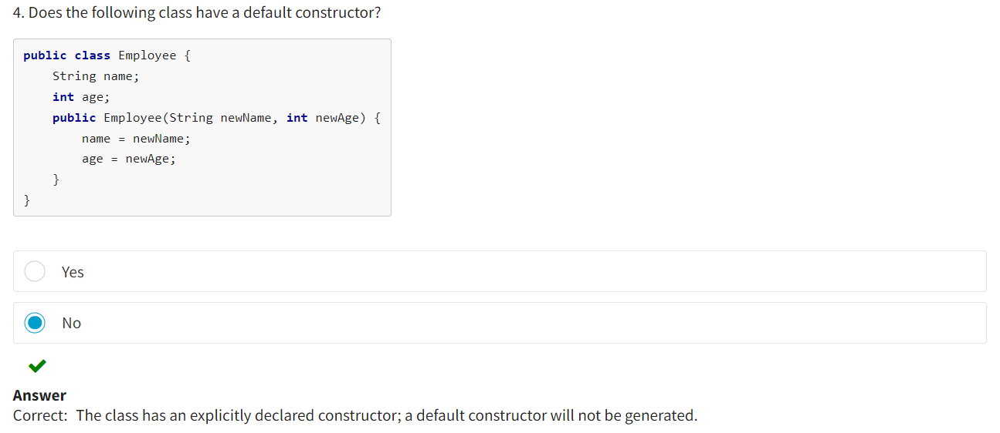 4. Does the following class have a default constructor?
public class Employee {
    String name;
    int age;
    public Employee(String newName, int newAge) {
        name = newName;
        age = newAge;
    }
}
Yes
No
Answer
Correct: The class has an explicitly declared constructor; a default constructor will not be generated.